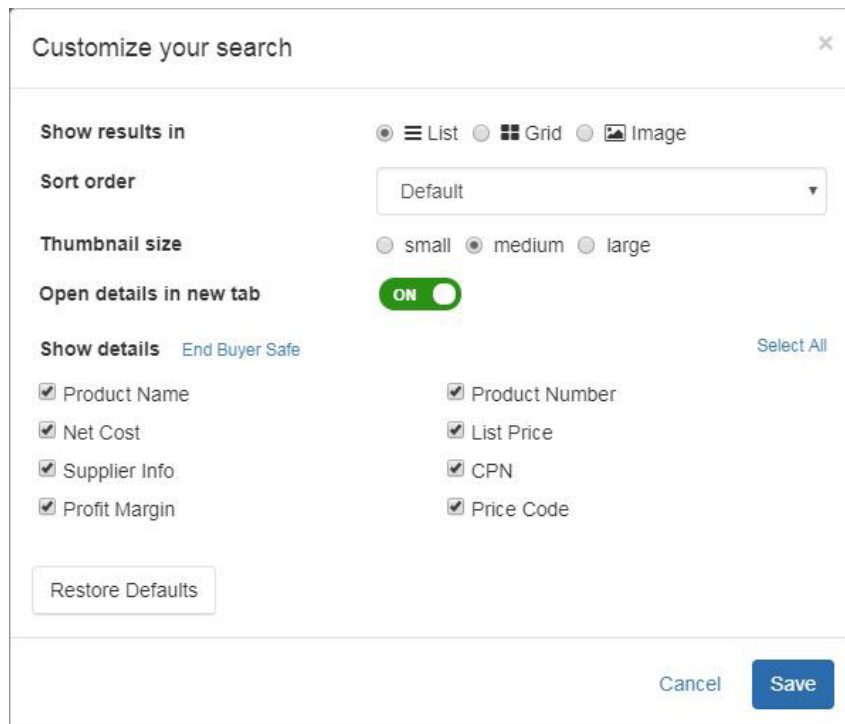 Customize your search ×
Show results in List Grid Image
Sort order Default
Thumbnail size small medium large
Open details in new tab ON
Show details End Buyer Safe Select All
Product Name Product Number
Net Cost List Price
Supplier Info CPN
Profit Margin Price Code
Restore Defaults
Cancel Save